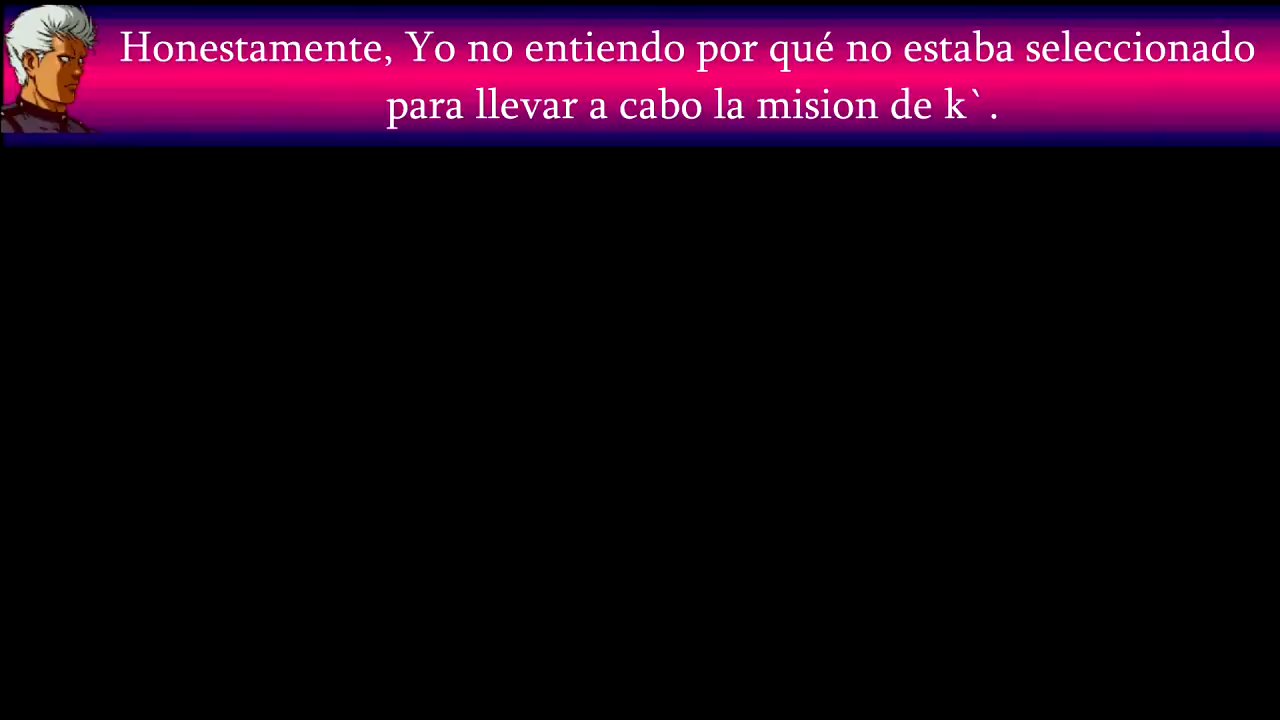 Honestamente, Yo no entiendo por qué no estaba seleccionado
para llevar a cabo la mision de k`.